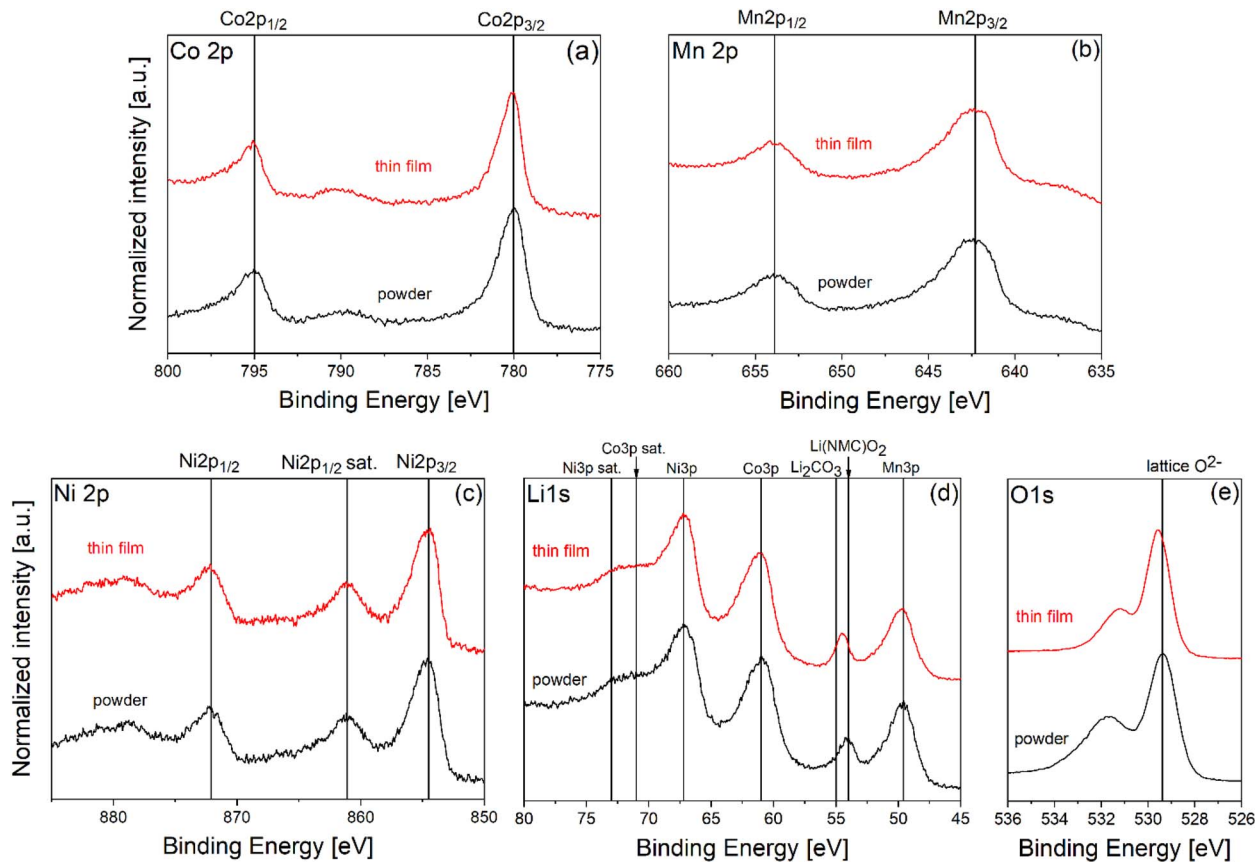 Co2p1/2 Co2p3/2
Co 2p (a)
thin film
powder
800 795 790 785 780 775
Binding Energy [eV]
Normalized intensity [a.u.]
Mn2p1/2 Mn2p3/2
Mn 2p (b)
thin film
powder
660 655 650 645 640 635
Binding Energy [eV]
Ni2p1/2 Ni2p1/2 sat. Ni2p3/2
Ni 2p (c)
thin film
powder
880 870 860 850
Binding Energy [eV]
Normalized intensity [a.u.]
Co3p sat. Li(NMC)O2
Ni3p sat. Ni3p Co3p Li2CO3 Mn3p
Li1s (d)
thin film
powder
80 75 70 65 60 55 50 45
Binding Energy [eV]
lattice O2-
O1s (e)
thin film
powder
536 534 532 530 528 526
Binding Energy [eV]